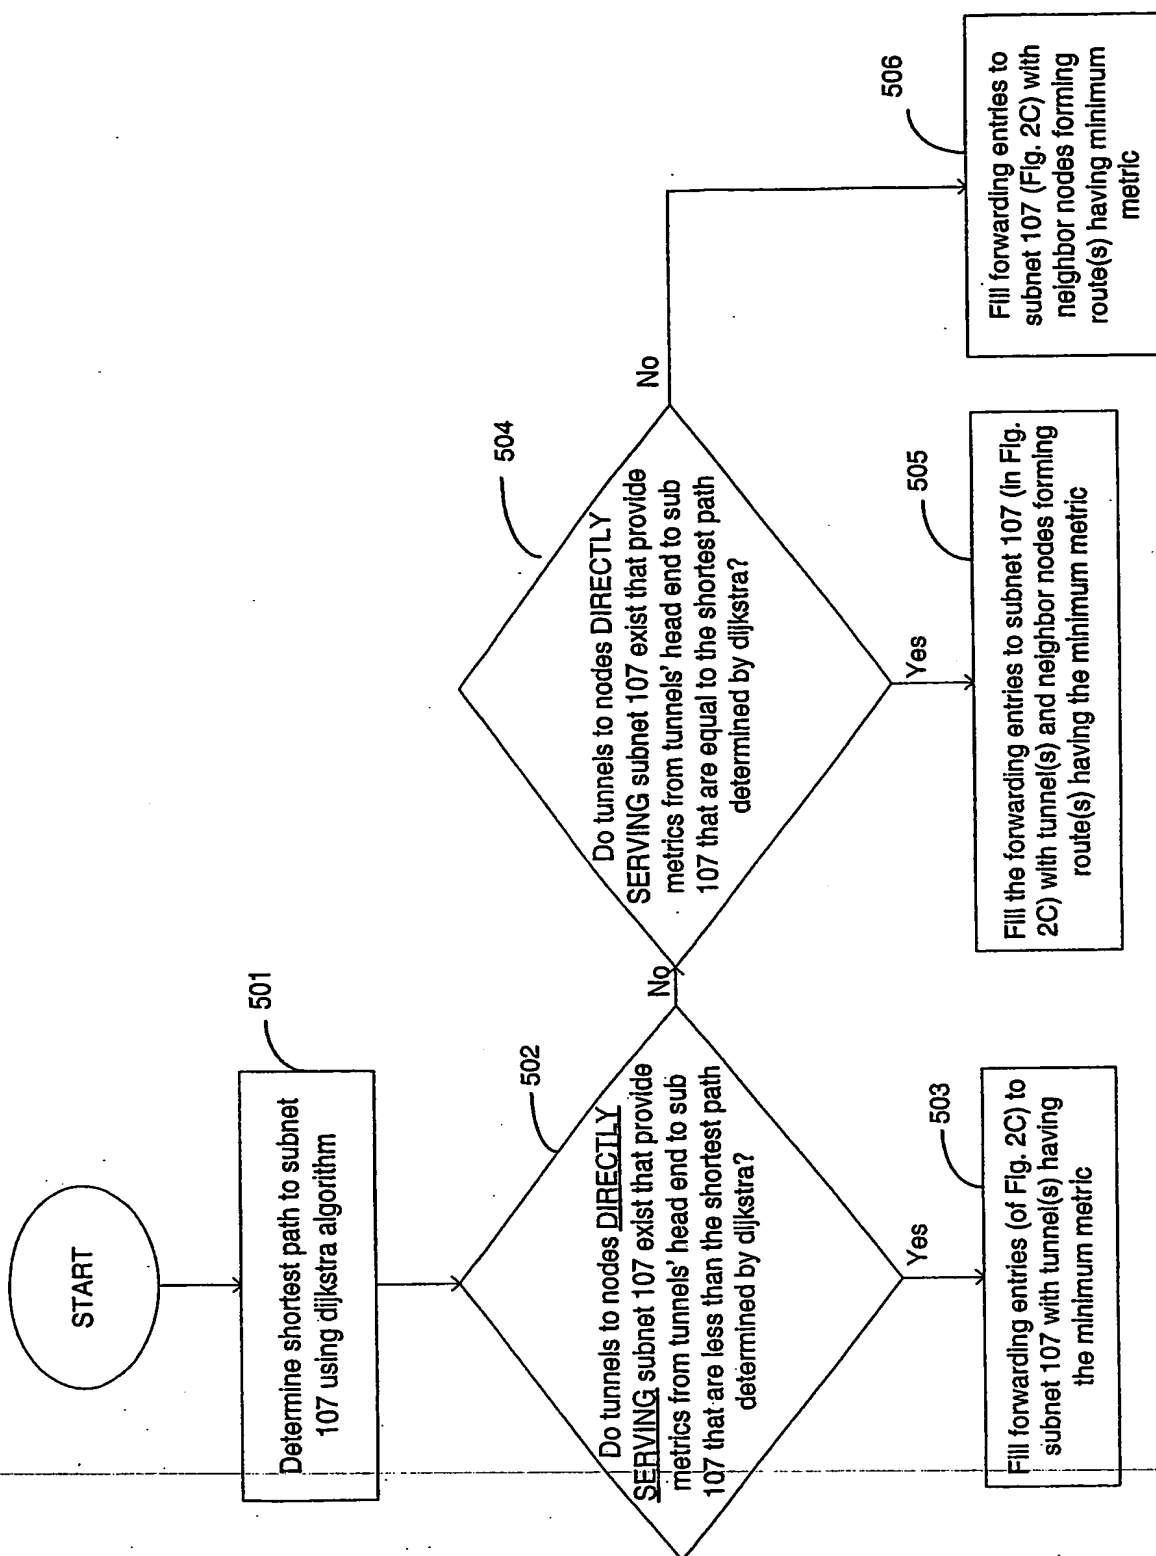 START
501
Determine shortest path to subnet
107 using dijkstra algorithm
502
Do tunnels to nodes DIRECTLY
SERVING subnet 107 exist that provide
metrics from tunnels' head end to sub
107 that are less than the shortest path
determined by dijkstra?
Yes
No
503
Fill forwarding entries (of Fig. 2C) to
subnet 107 with tunnel(s) having
the minimum metric
504
Do tunnels to nodes DIRECTLY
SERVING subnet 107 exist that provide
metrics from tunnels' head end to sub
107 that are equal to the shortest path
determined by dijkstra?
Yes
No
505
Fill the forwarding entries to subnet 107 (in Fig.
2C) with tunnel(s) and neighbor nodes forming
route(s) having the minimum metric
506
Fill forwarding entries to
subnet 107 (Fig. 2C) with
neighbor nodes forming
route(s) having minimum
metric